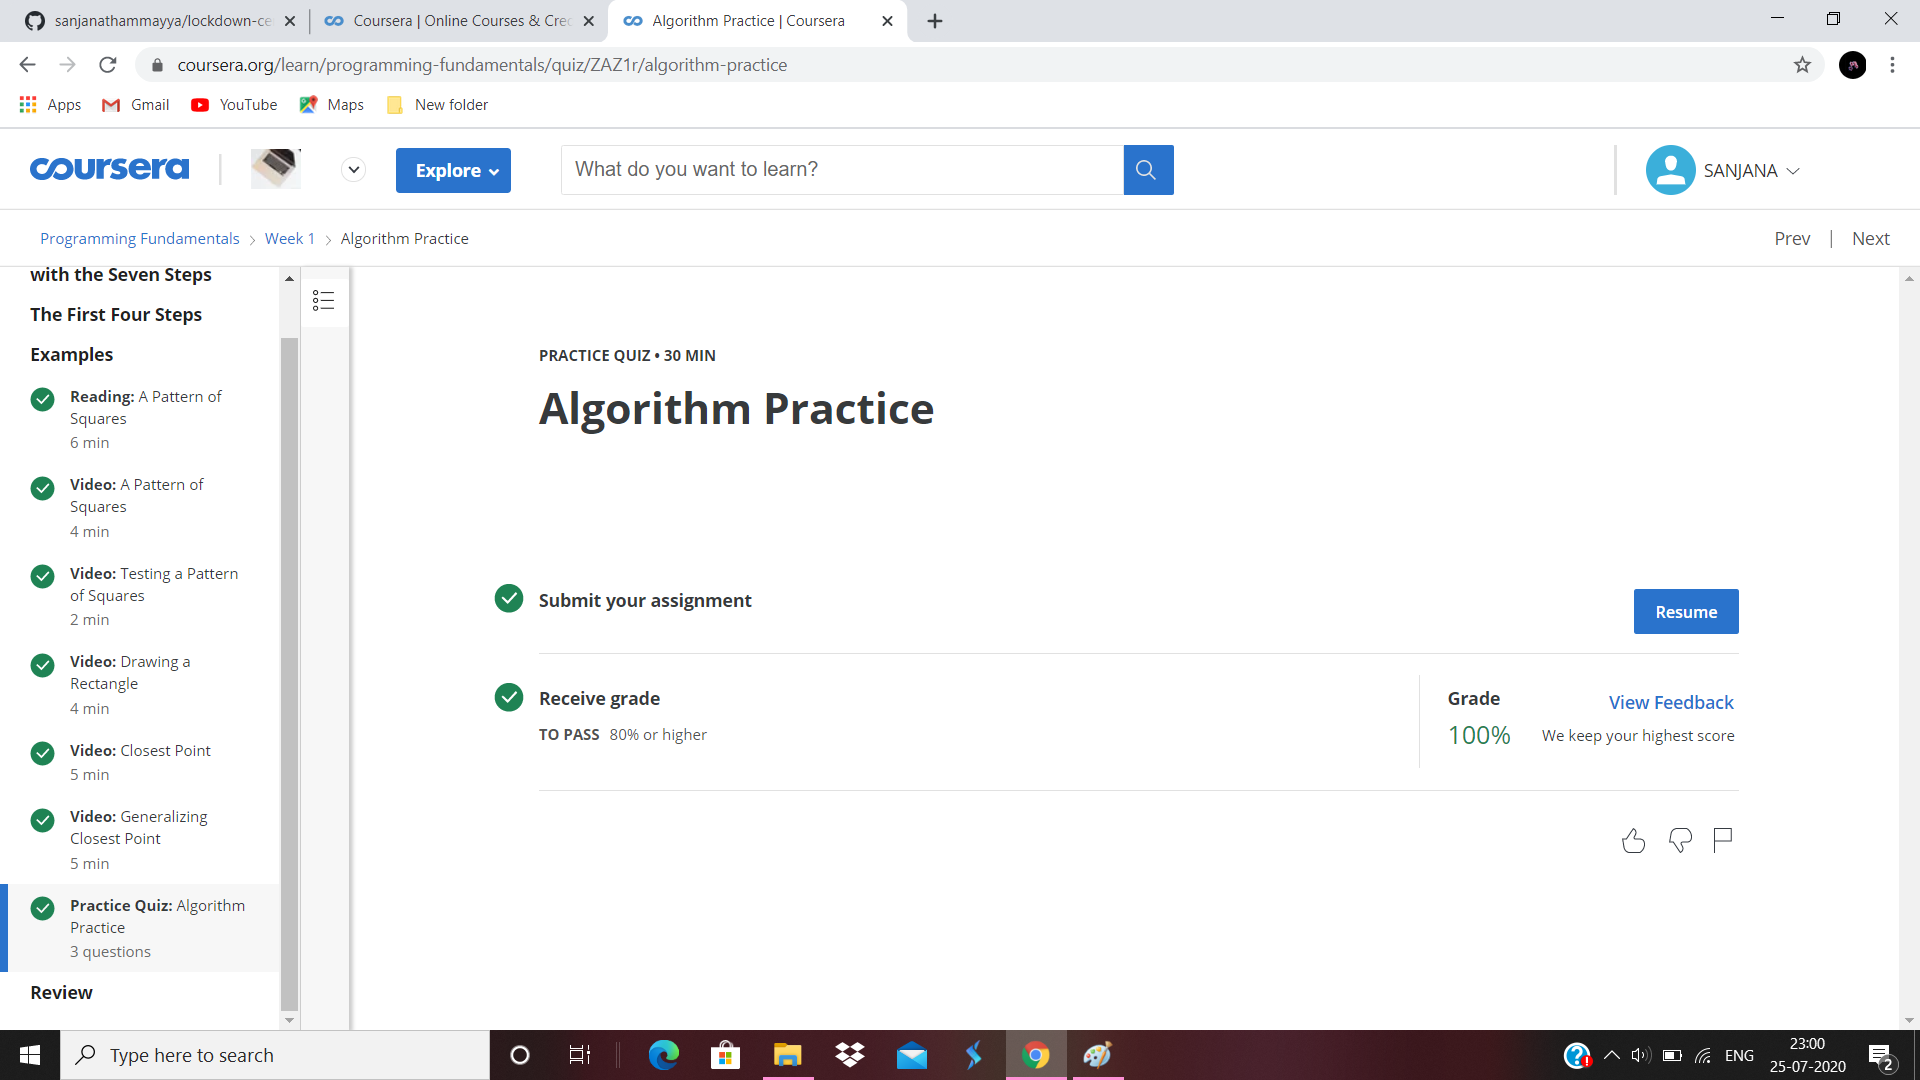 sanjanathammayya/lockdown-ce
Coursera | Online Courses & Cre
Algorithm Practice | Coursera
coursera.org/learn/programming-fundamentals/quiz/ZAZ1r/algorithm-practice
Apps
Gmail
YouTube
Maps
New folder
coursera
Explore
What do you want to learn?
SANJANA
Programming Fundamentals
Week 1
Algorithm Practice
Prev | Next
with the Seven Steps
The First Four Steps
Examples
Reading: A Pattern of
Squares
6 min
Video: A Pattern of
Squares
4 min
Video: Testing a Pattern
of Squares
2 min
Video: Drawing a
Rectangle
4 min
Video: Closest Point
5 min
Video: Generalizing
Closest Point
5 min
Practice Quiz: Algorithm
Practice
3 questions
Review
PRACTICE QUIZ • 30 MIN
Algorithm Practice
Submit your assignment
Resume
Receive grade
TO PASS 80% or higher
Grade
100%
View Feedback
We keep your highest score
Type here to search
ENG
23:00
25-07-2020
2